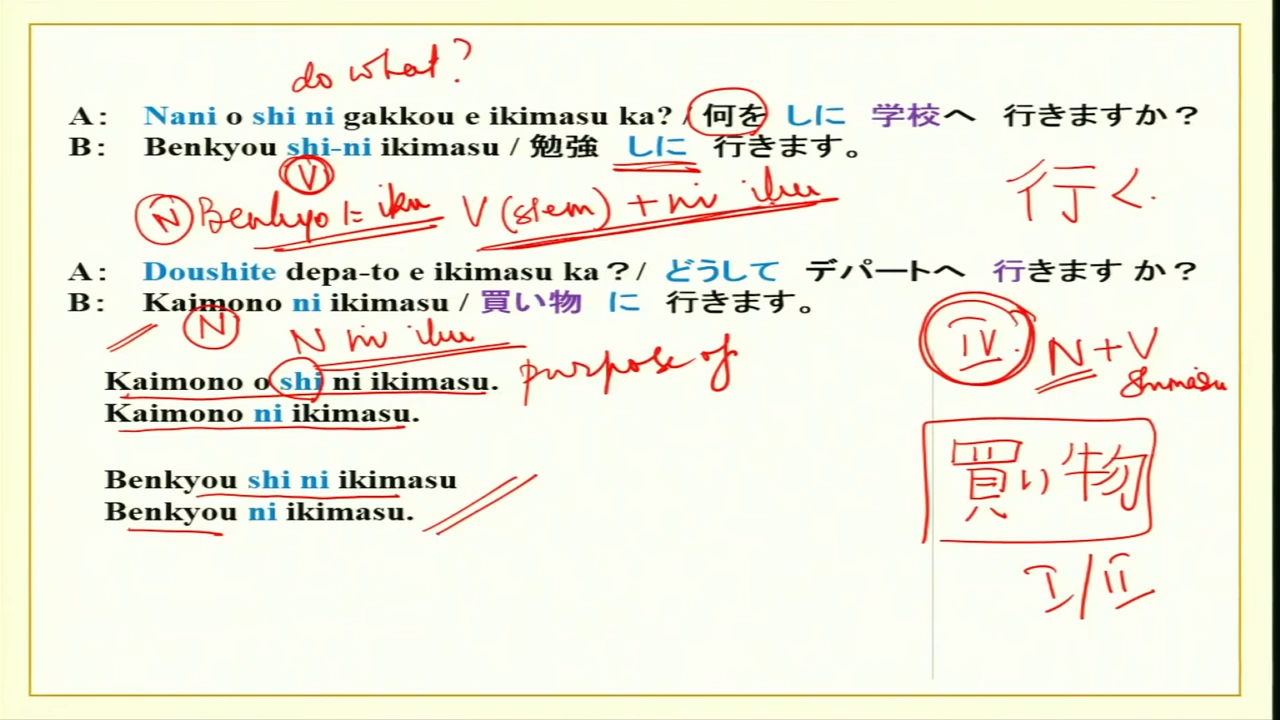 do what?
A: Nani o shi ni gakkou e ikimasu ka? / 何を しに 学校へ 行きますか？
B: Benkyou shi-ni ikimasu / 勉強 しに 行きます。
V
N Benkyo に iku V (stem) + ni iku
行く.
A: Doushite depa-to e ikimasu ka？/ どうして デパートへ 行きます か？
B: Kaimono ni ikimasu / 買い物 に 行きます。
N
N ni iku
IV. N + V
shimasu
Kaimono o shi ni ikimasu. purpose of
Kaimono ni ikimasu.
買い物
Benkyou shi ni ikimasu
Benkyou ni ikimasu.
I/II